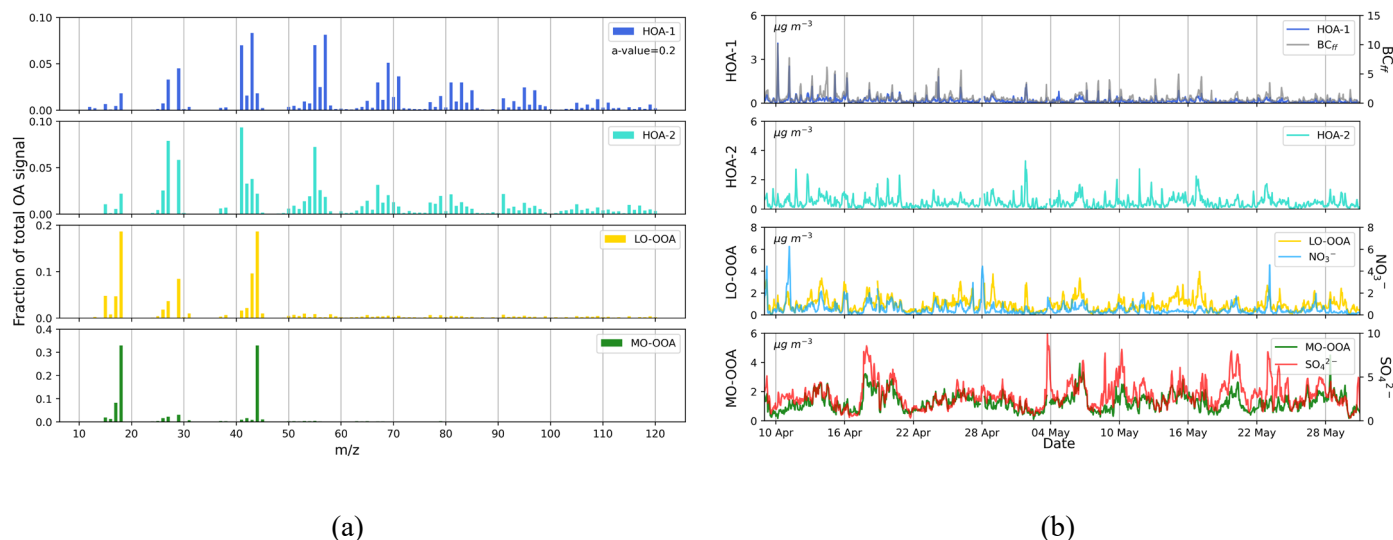 Fraction of total OA signal
0.10
0.05
0.00
HOA-1
a-value=0.2
0.10
0.05
0.00
HOA-2
0.2
0.1
0.0
LO-OOA
0.4
0.3
0.2
0.1
0.0
MO-OOA
10 20 30 40 50 60 70 80 90 100 110 120
m/z
(a)
HOA-1
6
3
0
µg m⁻³
HOA-1
BC_ff
15
10
5
0
BC_ff
HOA-2
6
4
2
0
µg m⁻³
HOA-2
LO-OOA
8
6
4
2
0
µg m⁻³
LO-OOA
NO₃⁻
8
6
4
2
0
NO₃⁻
MO-OOA
6
4
2
0
µg m⁻³
MO-OOA
SO₄²⁻
10
5
0
SO₄²⁻
10 Apr 16 Apr 22 Apr 28 Apr 04 May 10 May 16 May 22 May 28 May
Date
(b)